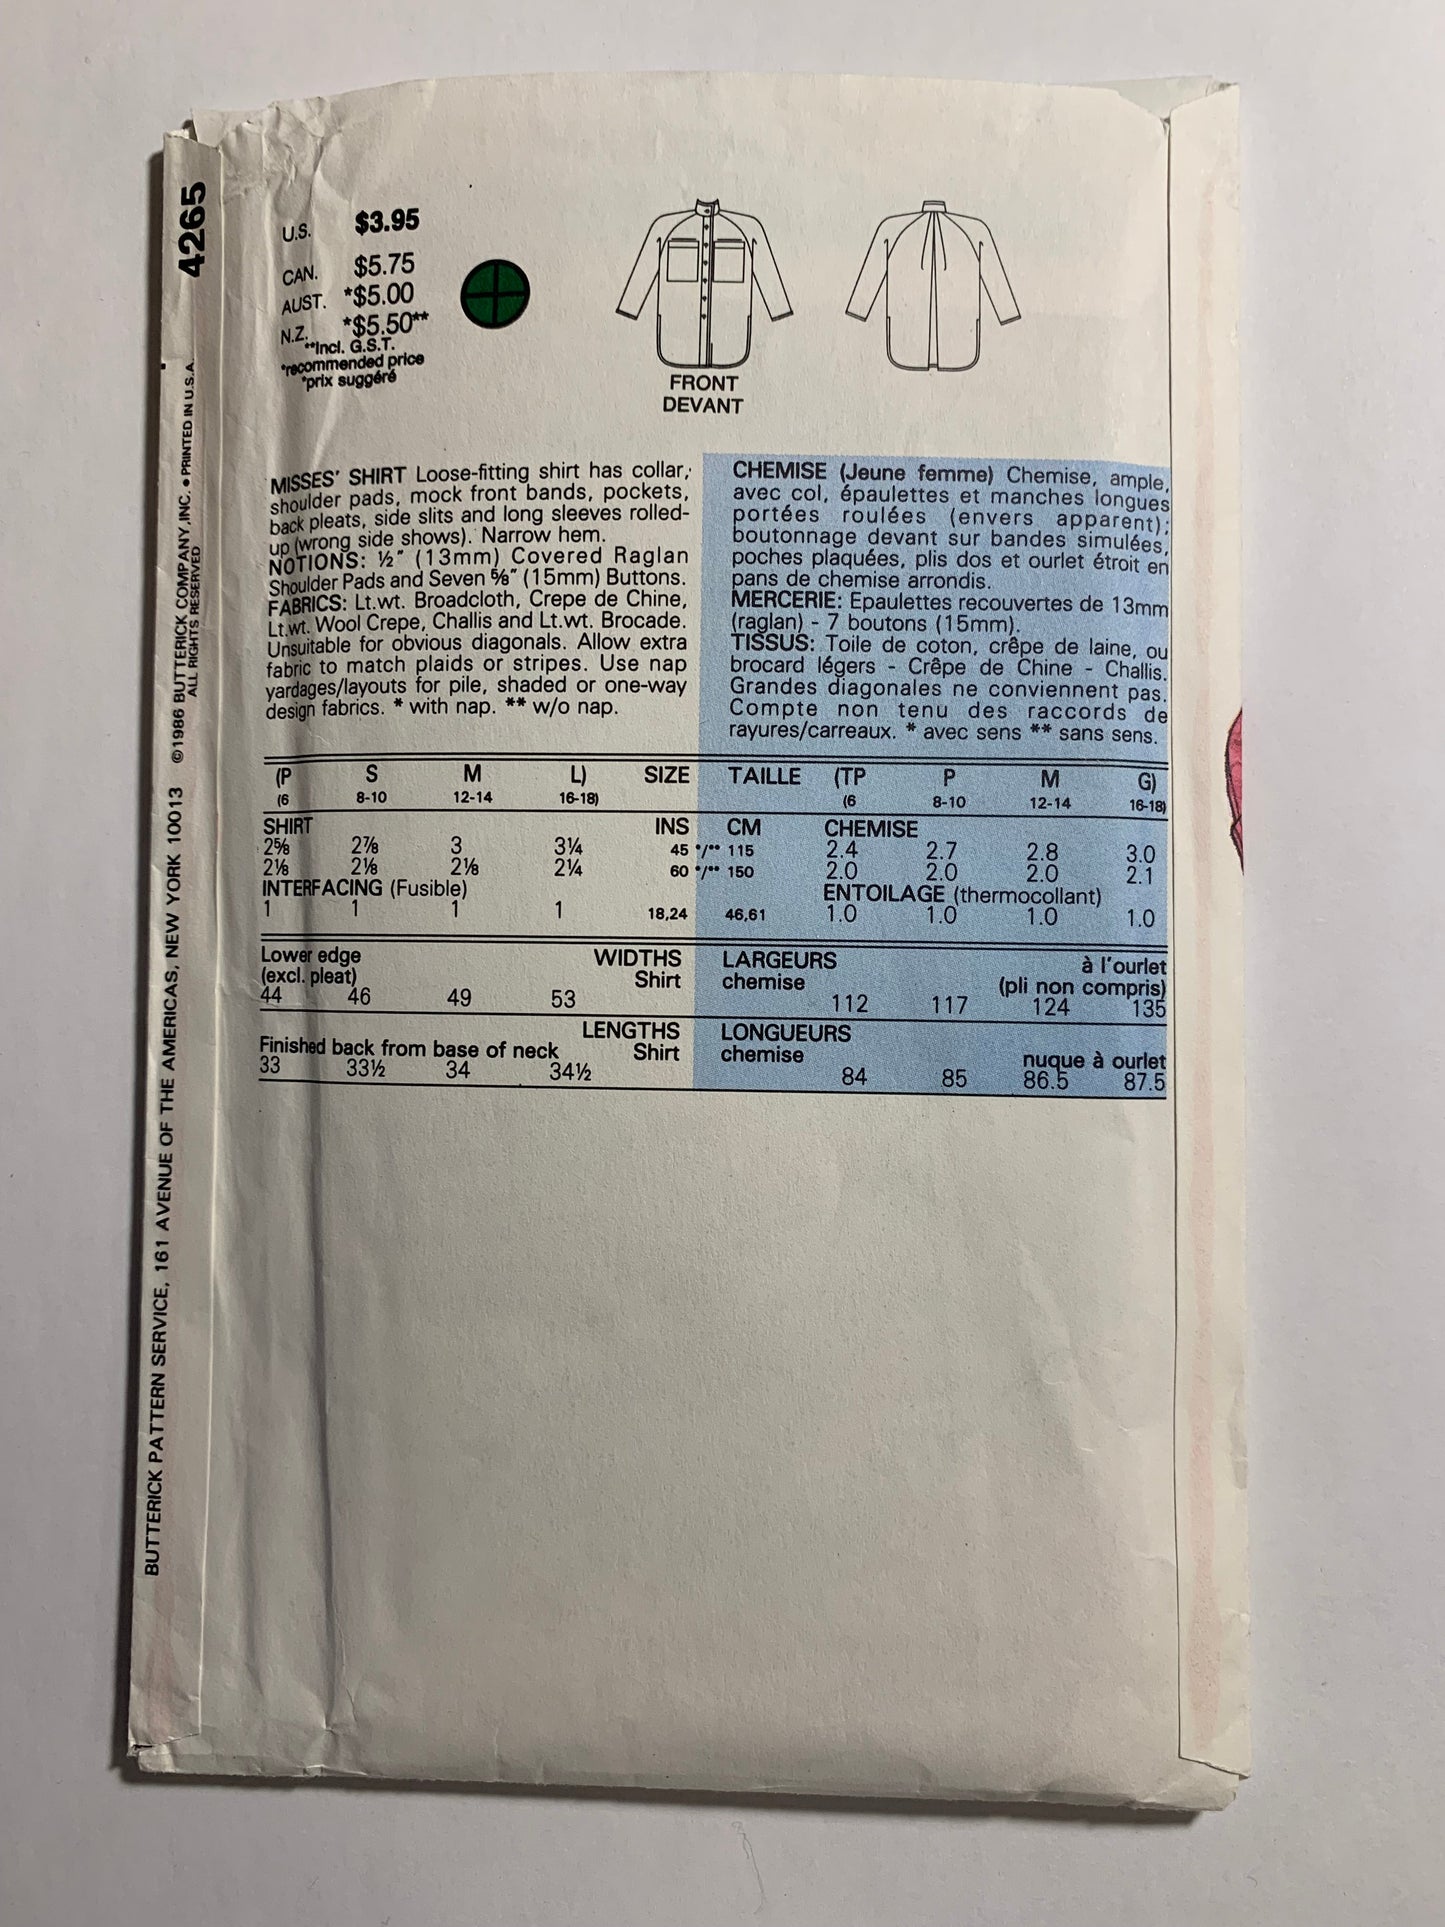 4265
©1986 BUTTERICK COMPANY, INC. • PRINTED IN U.S.A.
ALL RIGHTS RESERVED
BUTTERICK PATTERN SERVICE, 161 AVENUE OF THE AMERICAS, NEW YORK 10013
U.S. $3.95
CAN. $5.75
AUST. *$5.00
N.Z. *$5.50**
**Incl. G.S.T.
*recommended price
*prix suggéré
FRONT
DEVANT
MISSES' SHIRT Loose-fitting shirt has collar,
shoulder pads, mock front bands, pockets,
back pleats, side slits and long sleeves rolled-
up (wrong side shows). Narrow hem.
NOTIONS: ½" (13mm) Covered Raglan
Shoulder Pads and Seven ⅝" (15mm) Buttons.
FABRICS: Lt.wt. Broadcloth, Crepe de Chine,
Lt.wt. Wool Crepe, Challis and Lt.wt. Brocade.
Unsuitable for obvious diagonals. Allow extra
fabric to match plaids or stripes. Use nap
yardages/layouts for pile, shaded or one-way
design fabrics. * with nap. ** w/o nap.
CHEMISE (Jeune femme) Chemise, ample,
avec col, épaulettes et manches longues
portées roulées (envers apparent);
boutonnage devant sur bandes simulées,
poches plaquées, plis dos et ourlet étroit en
pans de chemise arrondis.
MERCERIE: Epaulettes recouvertes de 13mm
(raglan) - 7 boutons (15mm).
TISSUS: Toile de coton, crêpe de laine, ou
brocard légers - Crêpe de Chine - Challis.
Grandes diagonales ne conviennent pas.
Compte non tenu des raccords de
rayures/carreaux. * avec sens ** sans sens.
(P S M L) SIZE TAILLE (TP P M G)
(6 8-10 12-14 16-18) (6 8-10 12-14 16-18)
SHIRT INS CM CHEMISE
2⅝ 2⅞ 3 3¼ 45 */** 115 2.4 2.7 2.8 3.0
2⅛ 2⅛ 2⅛ 2¼ 60 */** 150 2.0 2.0 2.0 2.1
INTERFACING (Fusible) ENTOILAGE (thermocollant)
1 1 1 1 18,24 46,61 1.0 1.0 1.0 1.0
Lower edge WIDTHS LARGEURS à l'ourlet
(excl. pleat) Shirt chemise (pli non compris)
44 46 49 53 112 117 124 135
LENGTHS LONGUEURS
Finished back from base of neck Shirt chemise nuque à ourlet
33 33½ 34 34½ 84 85 86.5 87.5